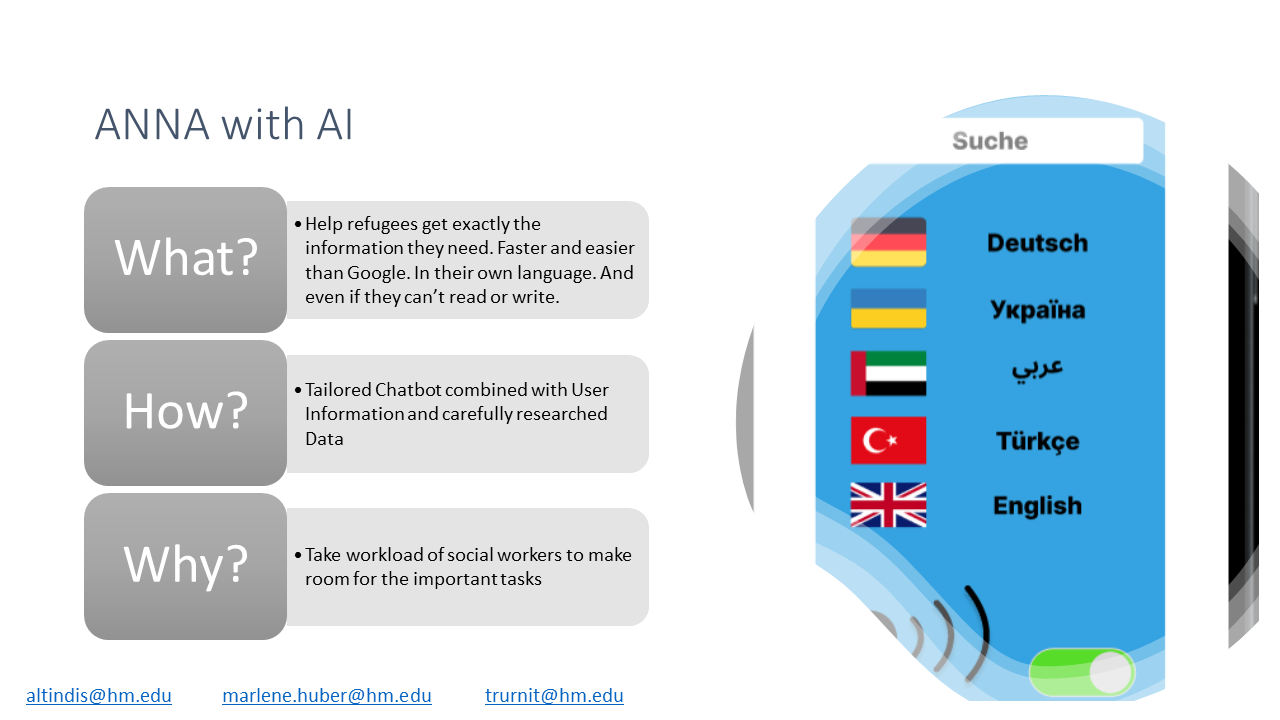 ANNA with AI
What?
• Help refugees get exactly the
information they need. Faster and easier
than Google. In their own language. And
even if they can’t read or write.
How?
• Tailored Chatbot combined with User
Information and carefully researched
Data
Why?
• Take workload of social workers to make
room for the important tasks
altindis@hm.edu marlene.huber@hm.edu trurnit@hm.edu
Suche
Deutsch
Україна
عربي
Türkçe
English